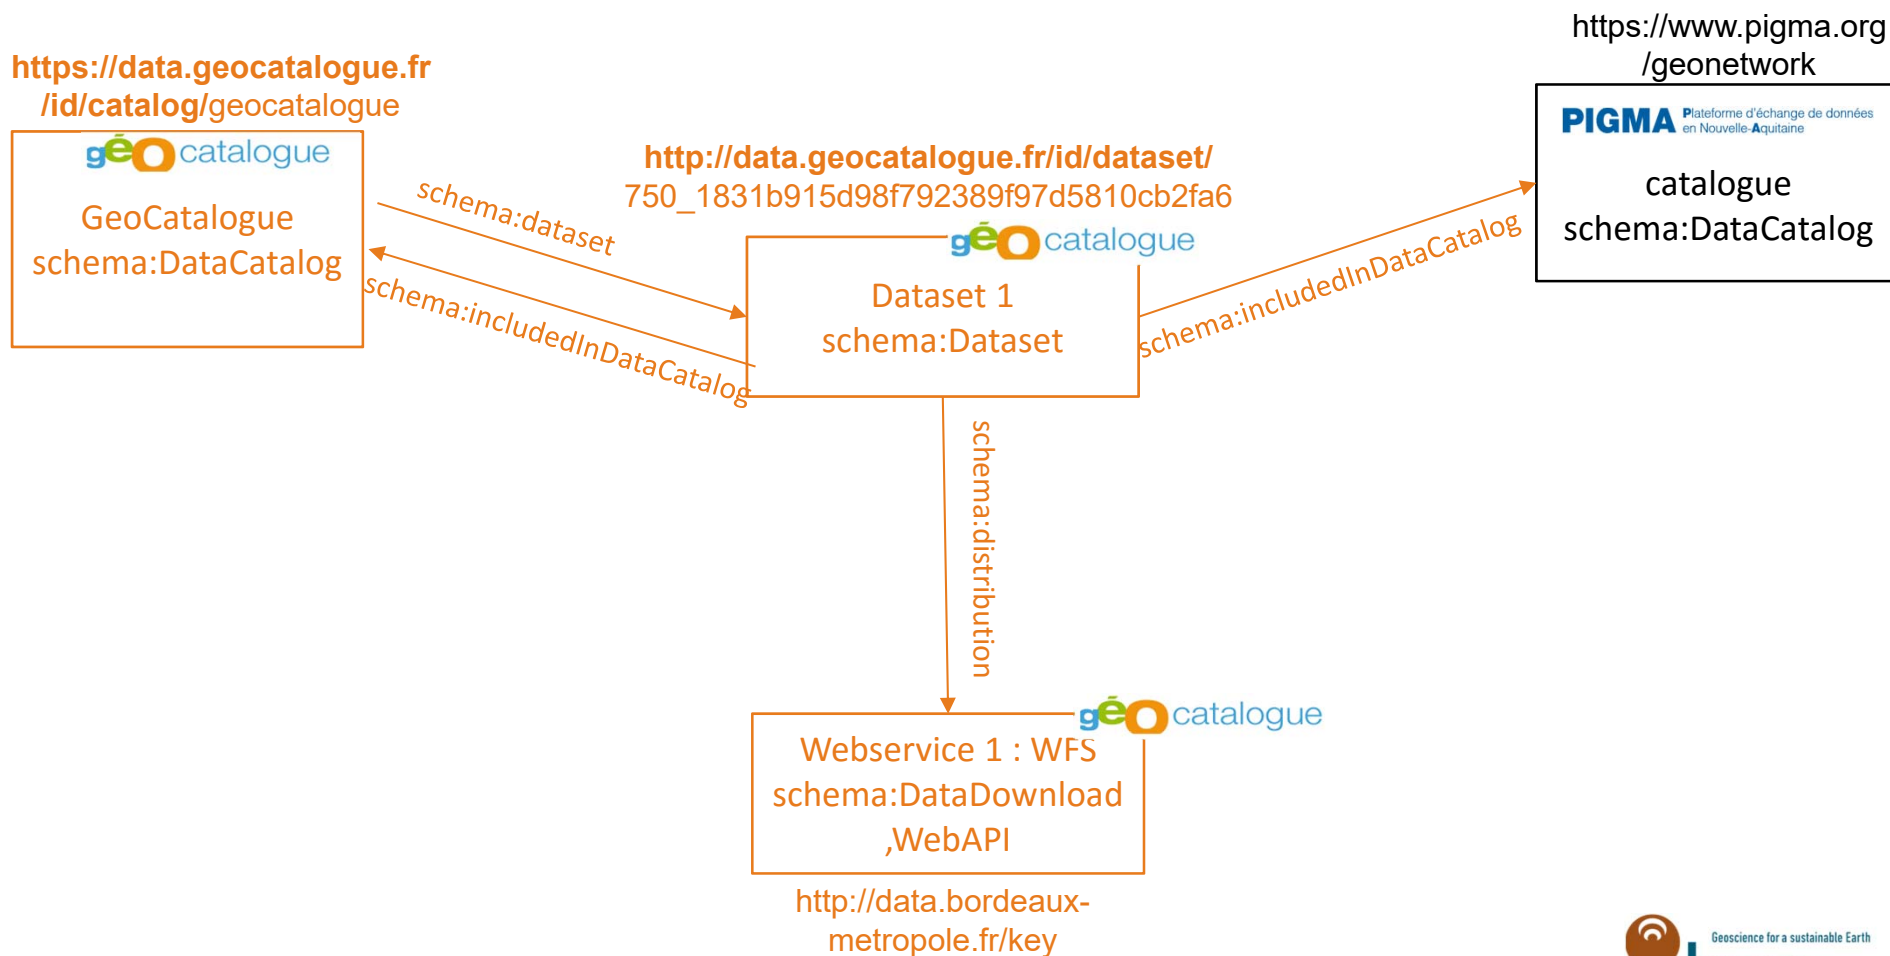 https://data.geocatalogue.fr
/id/catalog/geocatalogue
géo catalogue
GeoCatalogue
schema:DataCatalog
schema:dataset
schema:includedInDataCatalog
http://data.geocatalogue.fr/id/dataset/
750_1831b915d98f792389f97d5810cb2fa6
géo catalogue
Dataset 1
schema:Dataset
schema:includedInDataCatalog
https://www.pigma.org
/geonetwork
PIGMA Plateforme d'échange de données
en Nouvelle-Aquitaine
catalogue
schema:DataCatalog
schema:distribution
géo catalogue
Webservice 1 : WFS
schema:DataDownload
,WebAPI
http://data.bordeaux-
metropole.fr/key
Geoscience for a sustainable Earth